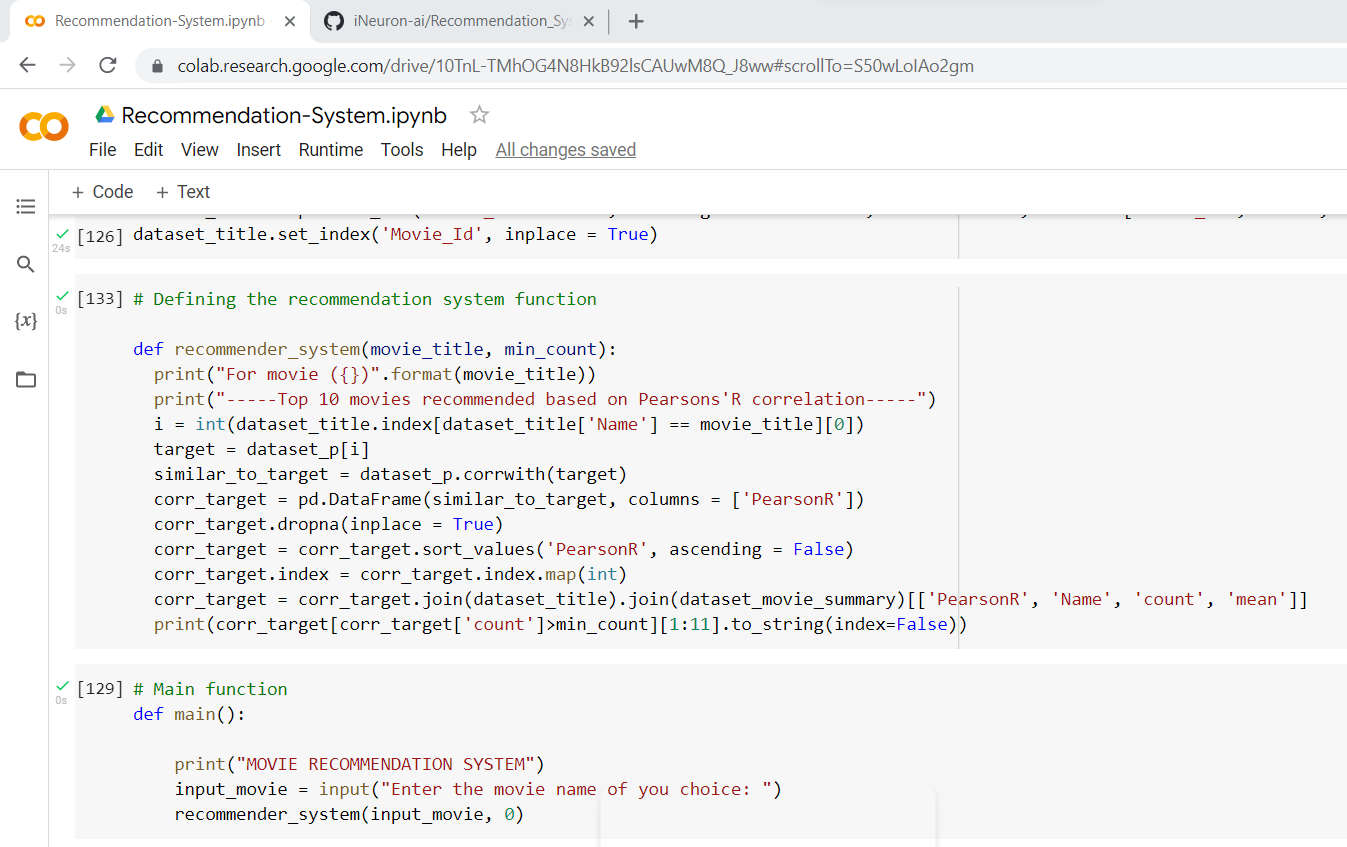 Recommendation-System.ipynb -
iNeuron-ai/Recommendation_Sys
colab.research.google.com/drive/10TnL-TMhOG4N8HkB92lsCAUwM8Q_J8ww#scrollTo=S50wLoIAo2gm
Recommendation-System.ipynb
File Edit View Insert Runtime Tools Help All changes saved
+ Code + Text
[126] dataset_title.set_index('Movie_Id', inplace = True)
24s
[133] # Defining the recommendation system function
0s
{x}
def recommender_system(movie_title, min_count):
print("For movie ({})".format(movie_title))
print("-----Top 10 movies recommended based on Pearsons'R correlation-----")
i = int(dataset_title.index[dataset_title['Name'] == movie_title][0])
target = dataset_p[i]
similar_to_target = dataset_p.corrwith(target)
corr_target = pd.DataFrame(similar_to_target, columns = ['PearsonR'])
corr_target.dropna(inplace = True)
corr_target = corr_target.sort_values('PearsonR', ascending = False)
corr_target.index = corr_target.index.map(int)
corr_target = corr_target.join(dataset_title).join(dataset_movie_summary)[['PearsonR', 'Name', 'count', 'mean']]
print(corr_target[corr_target['count']>min_count][1:11].to_string(index=False))
[129] # Main function
0s
def main():
print("MOVIE RECOMMENDATION SYSTEM")
input_movie = input("Enter the movie name of you choice: ")
recommender_system(input_movie, 0)